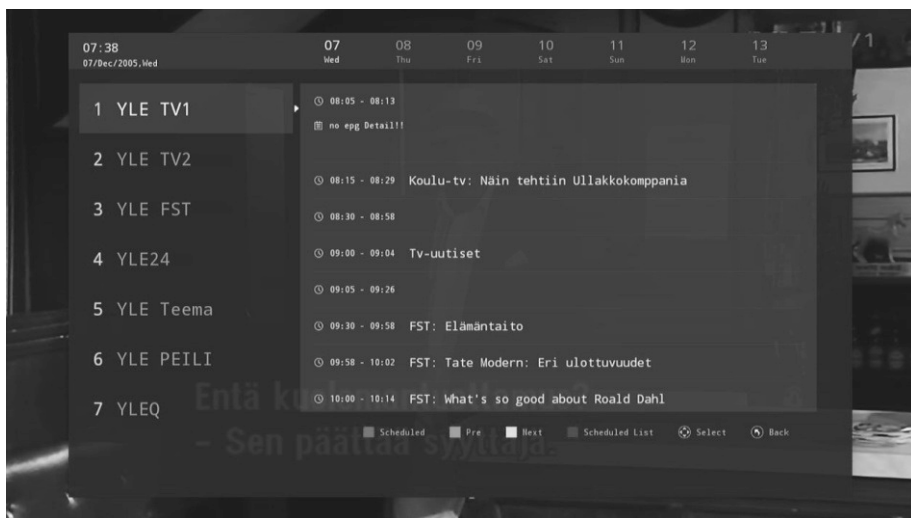 07:38
07/Dec/2005,Wed
07 08 09 10 11 12 13
Wed Thu Fri Sat Sun Mon Tue
/1
1 YLE TV1
2 YLE TV2
3 YLE FST
4 YLE24
5 YLE Teema
6 YLE PEILI
7 YLEQ
08:05 - 08:13
no epg Detail!!
08:15 - 08:29 Koulu-tv: Näin tehtiin Ullakkokomppania
08:30 - 08:58
09:00 - 09:04 Tv-uutiset
09:05 - 09:26
09:30 - 09:58 FST: Elämäntaito
09:58 - 10:02 FST: Tate Modern: Eri ulottuvuudet
10:00 - 10:14 FST: What's so good about Roald Dahl
Scheduled Pre Next Scheduled List Select Back
Entä
- Sen päättää syyttäjä.